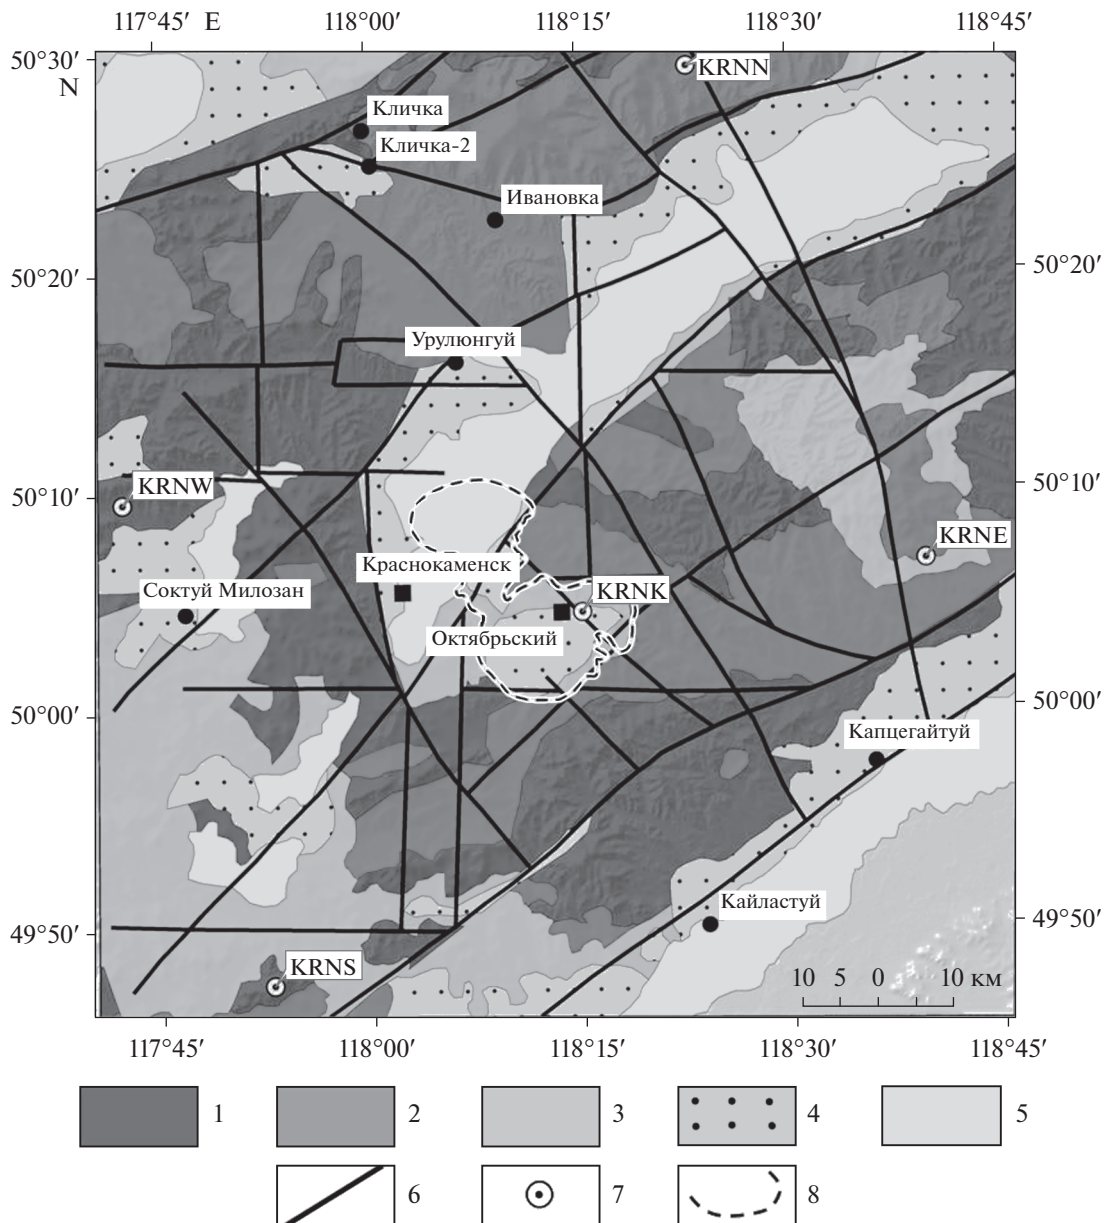 117°45′ E 118°00′ 118°15′ 118°30′ 118°45′
50°30′
N
KRNN
Кличка
Кличка-2
Ивановка
50°20′ 50°20′
Урулюнгуй
50°10′ 50°10′
KRNW
KRNE
Краснокаменск
KRNK
Соктуй Милозан
Октябрьский
50°00′ 50°00′
Капцегайтуй
Кайластуй
49°50′ 49°50′
KRNS
10 5 0 10 км
117°45′ 118°00′ 118°15′ 118°30′ 118°45′
1 2 3 4 5
6 7 8